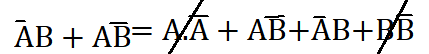 A̅B + AB̅ = A.A̅ + AB̅+A̅B+BB̅